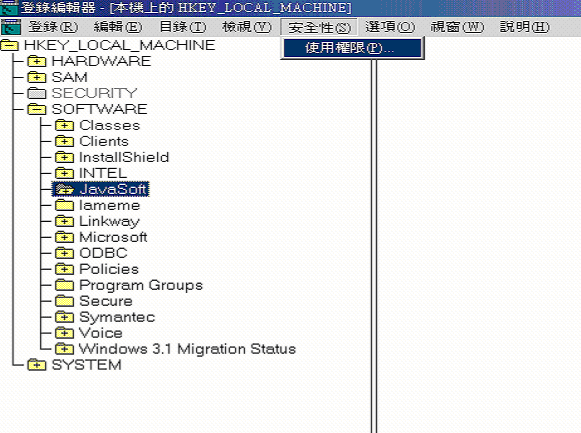 登錄編輯器 - [本機上的 HKEY_LOCAL_MACHINE]
登錄(R) 編輯(E) 目錄(T) 檢視(V) 安全性(S) 選項(O) 視窗(W) 說明(H)
使用權限(P)...
HKEY_LOCAL_MACHINE
HARDWARE
SAM
SECURITY
SOFTWARE
Classes
Clients
InstallShield
INTEL
JavaSoft
lameme
Linkway
Microsoft
ODBC
Policies
Program Groups
Secure
Symantec
Voice
Windows 3.1 Migration Status
SYSTEM